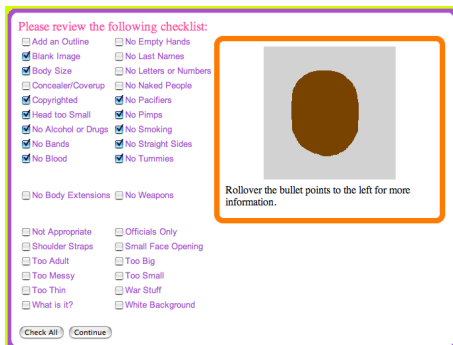 Please review the following checklist:
Add an Outline
No Empty Hands
Blank Image
No Last Names
Body Size
No Letters or Numbers
Concealer/Coverup
No Naked People
Copyrighted
No Pacifiers
Head too Small
No Pimps
No Alcohol or Drugs
No Smoking
No Bands
No Straight Sides
No Blood
No Tummies
No Body Extensions
No Weapons
Not Appropriate
Officials Only
Shoulder Straps
Small Face Opening
Too Adult
Too Big
Too Messy
Too Small
Too Thin
War Stuff
What is it?
White Background
Check All
Continue
Rollover the bullet points to the left for more
information.